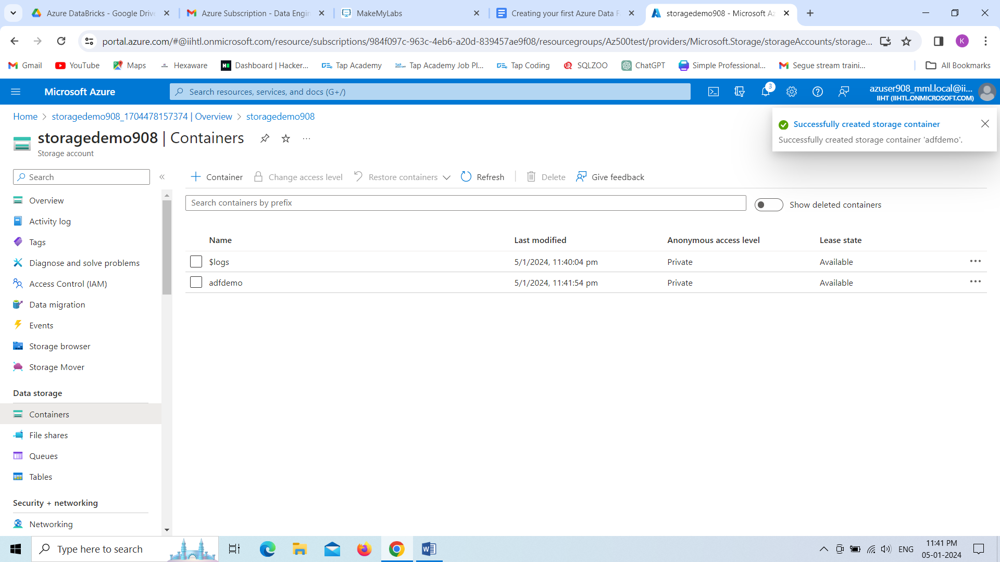 Azure DataBricks - Google Drive
Azure Subscription - Data Engin
MakeMyLabs
Creating your first Azure Data F
storagedemo908 - Microsoft Az
portal.azure.com/#@iihtl.onmicrosoft.com/resource/subscriptions/984f097c-963c-4eb6-a20d-839457ae9f08/resourcegroups/Az500test/providers/Microsoft.Storage/storageAccounts/storage...
K
Gmail
YouTube
Maps
Hexaware
Dashboard | Hacker...
Tap Academy
Tap Academy Job Pl...
Tap Coding
SQLZOO
ChatGPT
Simple Professional...
Segue stream traini...
All Bookmarks
Microsoft Azure
Search resources, services, and docs (G+/)
3
azuser908_mml.local@ii...
IIHT (IIHTL.ONMICROSOFT.COM)
Home > storagedemo908_1704478157374 | Overview > storagedemo908
storagedemo908 | Containers
Storage account
Successfully created storage container
Successfully created storage container 'adfdemo'.
Search
Container
Change access level
Restore containers
Refresh
Delete
Give feedback
Search containers by prefix
Show deleted containers
Name Last modified Anonymous access level Lease state
$logs 5/1/2024, 11:40:04 pm Private Available
adfdemo 5/1/2024, 11:41:54 pm Private Available
Overview
Activity log
Tags
Diagnose and solve problems
Access Control (IAM)
Data migration
Events
Storage browser
Storage Mover
Data storage
Containers
File shares
Queues
Tables
Security + networking
Networking
Type here to search
ENG
11:41 PM
05-01-2024